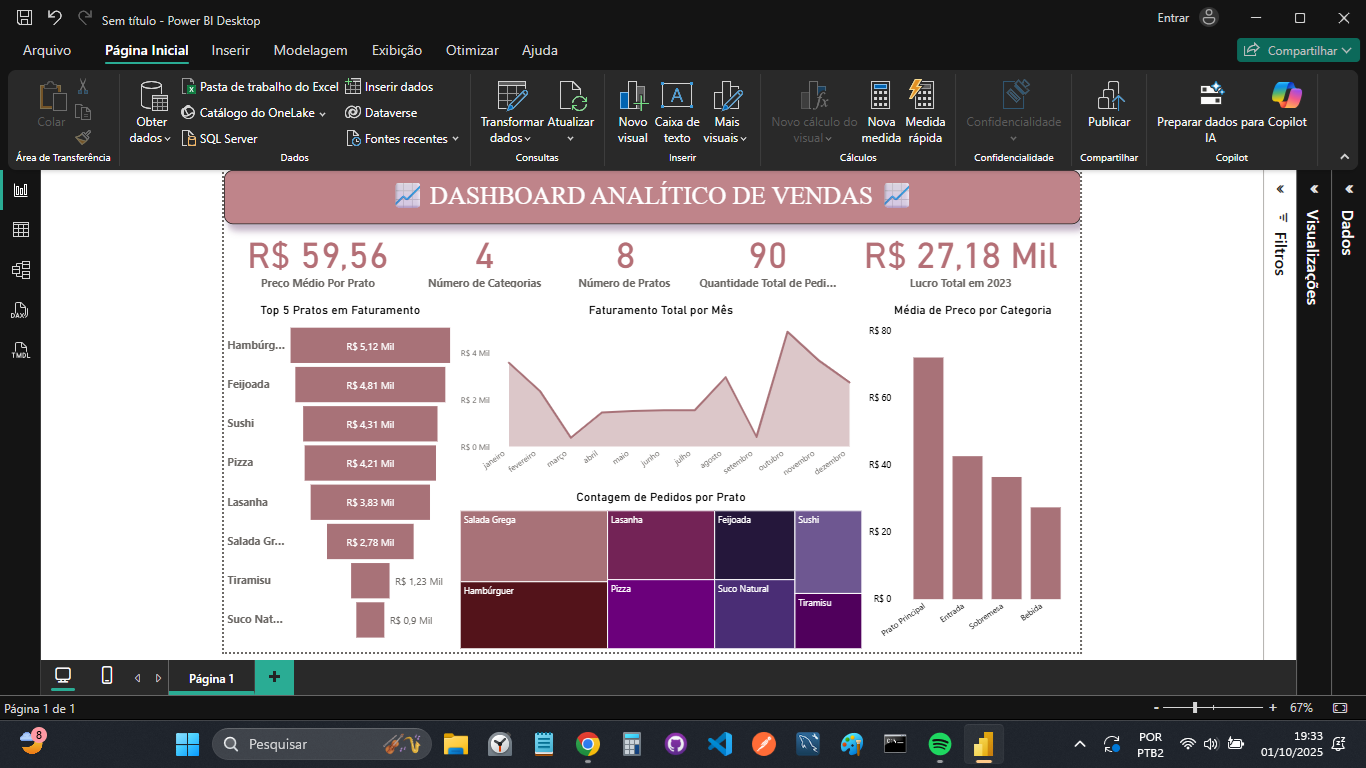 Sem título - Power BI Desktop
Entrar
Arquivo
Página Inicial
Inserir
Modelagem
Exibição
Otimizar
Ajuda
Compartilhar
Colar
Área de Transferência
Obter dados
Pasta de trabalho do Excel
Catálogo do OneLake
SQL Server
Inserir dados
Dataverse
Fontes recentes
Dados
Transformar dados
Atualizar
Consultas
Novo visual
Caixa de texto
Mais visuais
Inserir
Novo cálculo do visual
Nova medida
Medida rápida
Cálculos
Confidencialidade
Confidencialidade
Publicar
Compartilhar
Preparar dados para IA
Copilot
Copilot
DAX
TMDL
DASHBOARD ANALÍTICO DE VENDAS
R$ 59,56
Preço Médio Por Prato
4
Número de Categorias
8
Número de Pratos
90
Quantidade Total de Pedi...
R$ 27,18 Mil
Lucro Total em 2023
Top 5 Pratos em Faturamento
Hambúrg...
R$ 5,12 Mil
Feijoada
R$ 4,81 Mil
Sushi
R$ 4,31 Mil
Pizza
R$ 4,21 Mil
Lasanha
R$ 3,83 Mil
Salada Gr...
R$ 2,78 Mil
Tiramisu
R$ 1,23 Mil
Suco Nat...
R$ 0,9 Mil
Faturamento Total por Mês
R$ 4 Mil
R$ 2 Mil
R$ 0 Mil
janeiro
fevereiro
março
abril
maio
junho
julho
agosto
setembro
outubro
novembro
dezembro
Contagem de Pedidos por Prato
Salada Grega
Lasanha
Feijoada
Sushi
Hambúrguer
Pizza
Suco Natural
Tiramisu
Média de Preco por Categoria
R$ 80
R$ 60
R$ 40
R$ 20
R$ 0
Prato Principal
Entrada
Sobremesa
Bebida
Filtros
Visualizações
Dados
Página 1
Página 1 de 1
- + 67%
8
Pesquisar
POR
PTB2
19:33
01/10/2025